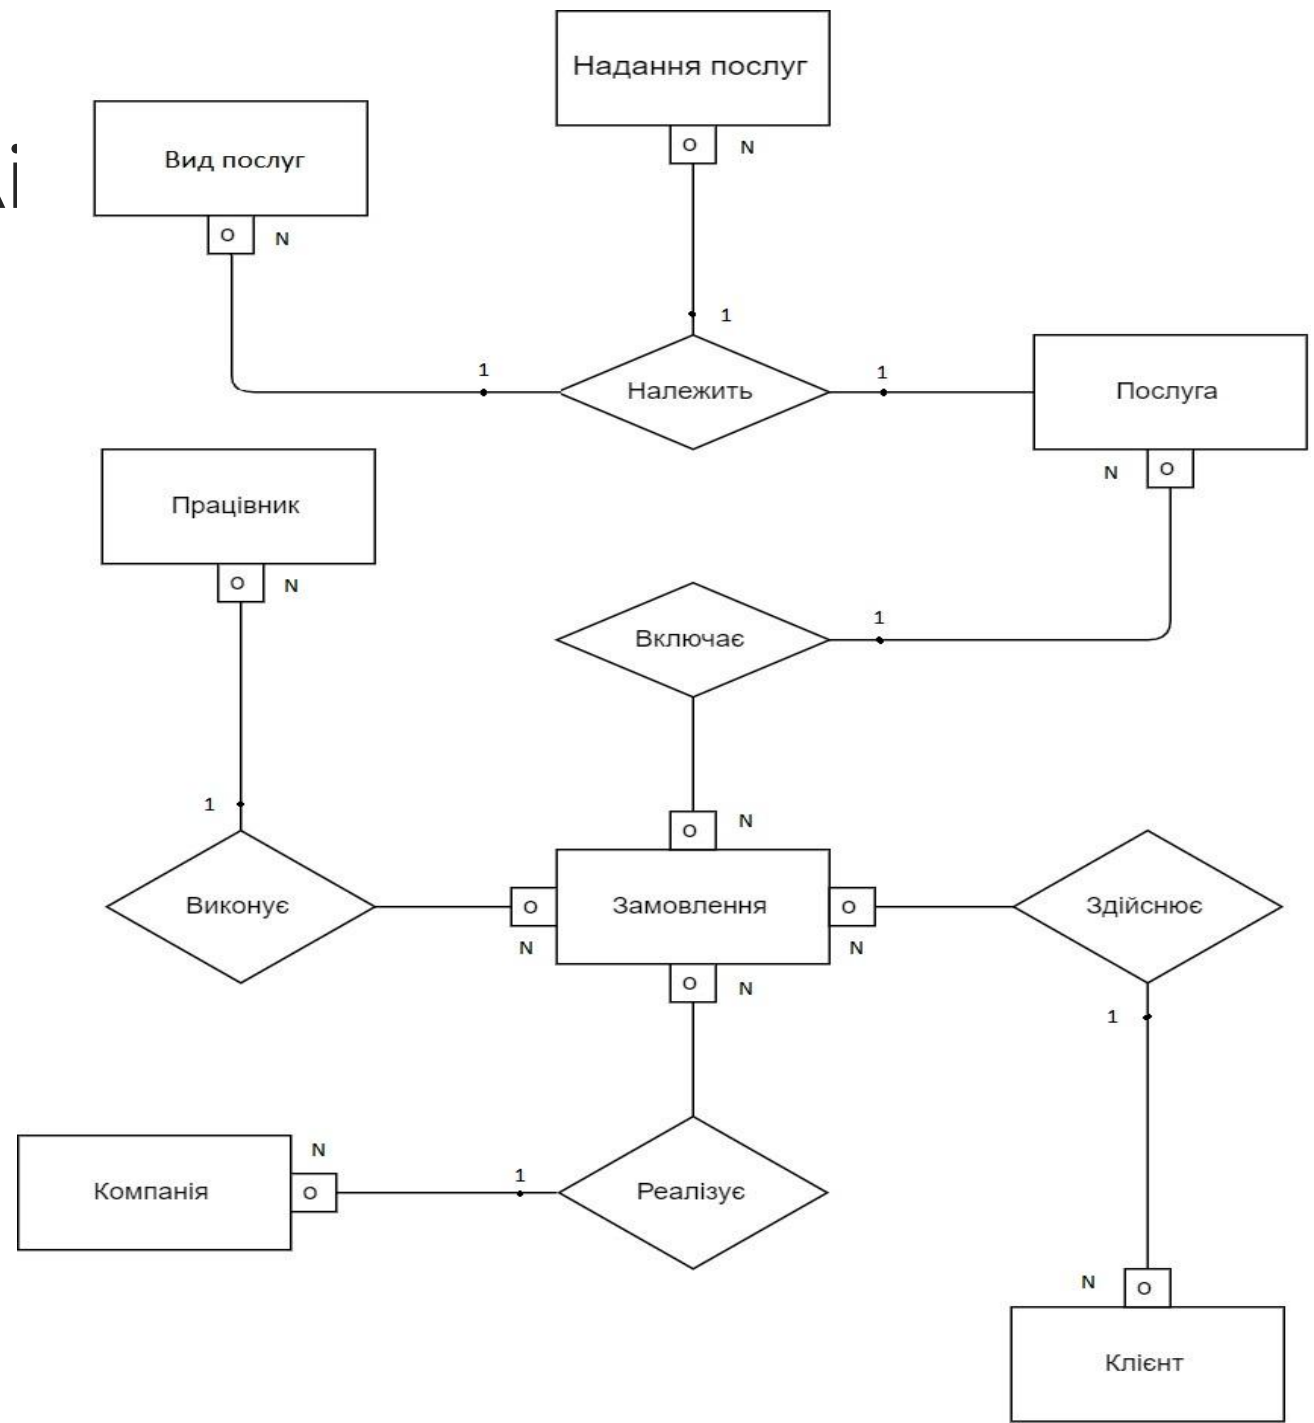 Надання послуг
O N
Вид послуг
O N
1
1
1
Належить
Послуга
N O
Працівник
O N
1
Включає
1
O N
Виконує
O
N
Замовлення
O
N
Здійснює
O N
1
N
Компанія
O
1
Реалізує
N O
Клієнт